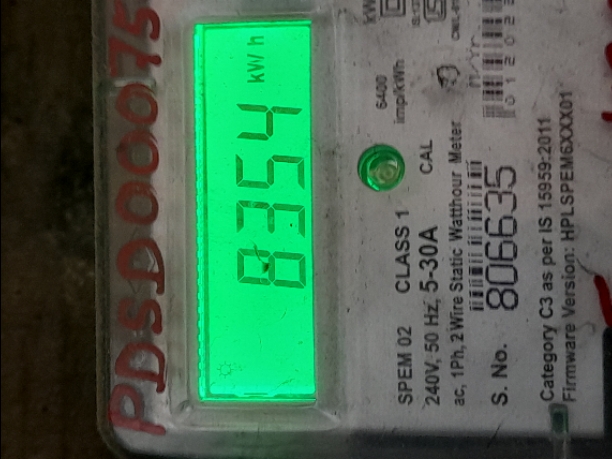 PDSD000075
8354 kW h
6400
imp/kWh
SPEM 02 CLASS 1 CAL
240V, 50 Hz, 5-30A
ac, 1Ph, 2 Wire Static Watthour Meter
S. No. 806635
Category C3 as per IS 15959:2011
Firmware Version: HPLSPEM6XXX01